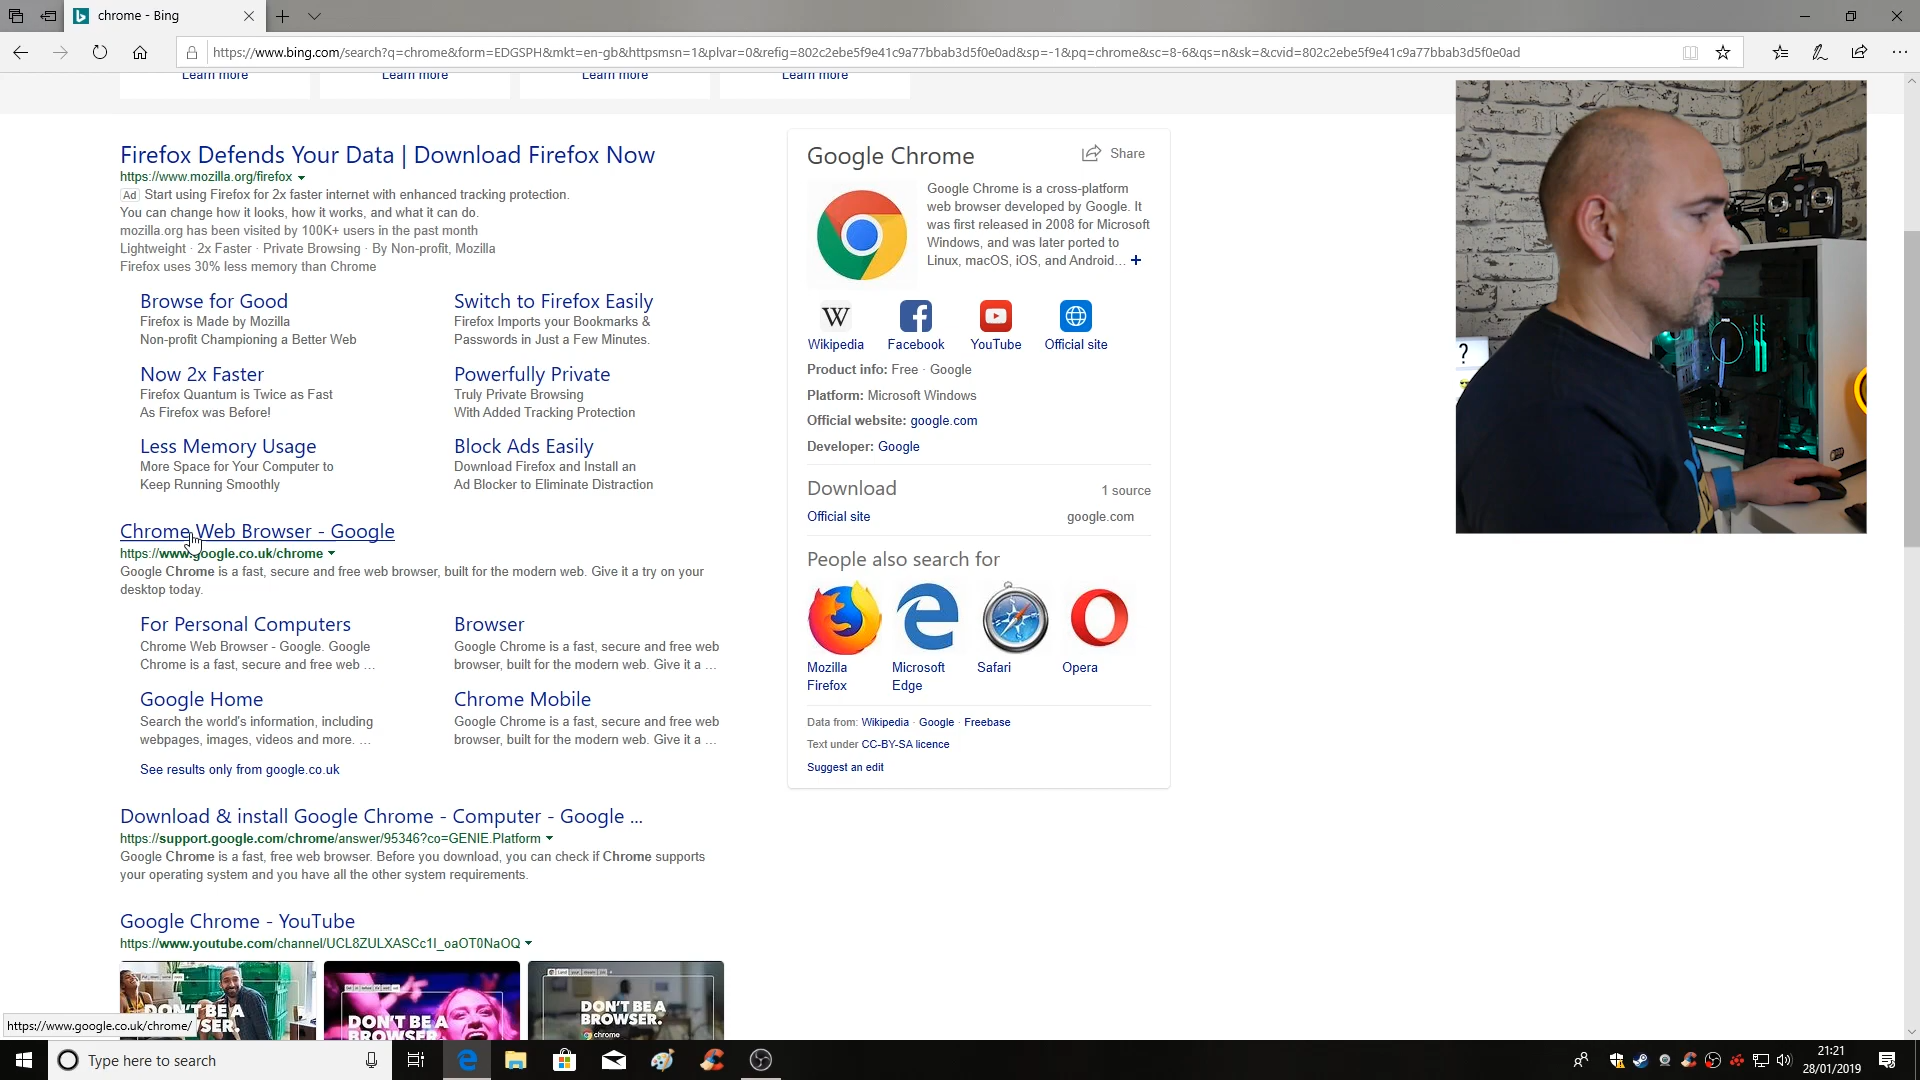 chrome - Bing
https://www.bing.com/search?q=chrome&form=EDGSPH&mkt=en-gb&httpsmsn=1&plvar=0&refig=802c2ebe5f9e41c9a77bbab3d5f0e0ad&sp=-1&pq=chrome&sc=8-6&qs=n&sk=&cvid=802c2ebe5f9e41c9a77bbab3d5f0e0ad
Learn more
Learn more
Learn more
Learn more
Firefox Defends Your Data | Download Firefox Now
https://www.mozilla.org/firefox
Ad Start using Firefox for 2x faster internet with enhanced tracking protection.
You can change how it looks, how it works, and what it can do.
mozilla.org has been visited by 100K+ users in the past month
Lightweight · 2x Faster · Private Browsing · By Non-profit, Mozilla
Firefox uses 30% less memory than Chrome
Browse for Good
Firefox is Made by Mozilla
Non-profit Championing a Better Web
Switch to Firefox Easily
Firefox Imports your Bookmarks &
Passwords in Just a Few Minutes.
Now 2x Faster
Firefox Quantum is Twice as Fast
As Firefox was Before!
Powerfully Private
Truly Private Browsing
With Added Tracking Protection
Less Memory Usage
More Space for Your Computer to
Keep Running Smoothly
Block Ads Easily
Download Firefox and Install an
Ad Blocker to Eliminate Distraction
Chrome Web Browser - Google
https://www.google.co.uk/chrome
Google Chrome is a fast, secure and free web browser, built for the modern web. Give it a try on your
desktop today.
For Personal Computers
Chrome Web Browser - Google. Google
Chrome is a fast, secure and free web ...
Browser
Google Chrome is a fast, secure and free web
browser, built for the modern web. Give it a ...
Google Home
Search the world's information, including
webpages, images, videos and more. ...
Chrome Mobile
Google Chrome is a fast, secure and free web
browser, built for the modern web. Give it a ...
See results only from google.co.uk
Download & install Google Chrome - Computer - Google ...
https://support.google.com/chrome/answer/95346?co=GENIE.Platform
Google Chrome is a fast, free web browser. Before you download, you can check if Chrome supports
your operating system and you have all the other system requirements.
Google Chrome - YouTube
https://www.youtube.com/channel/UCL8ZULXASCc1I_oaOT0NaOQ
DON'T BE A
DON'T BE A
BROWSER.
DON'T BE A
BROWSER.
chrome
Google Chrome
Share
Google Chrome is a cross-platform
web browser developed by Google. It
was first released in 2008 for Microsoft
Windows, and was later ported to
Linux, macOS, iOS, and Android... +
W
Wikipedia
Facebook
YouTube
Official site
Product info: Free · Google
Platform: Microsoft Windows
Official website: google.com
Developer: Google
Download
1 source
Official site
google.com
People also search for
Mozilla
Firefox
Microsoft
Edge
Safari
Opera
Data from: Wikipedia · Google · Freebase
Text under CC-BY-SA licence
Suggest an edit
?
https://www.google.co.uk/chrome/
Type here to search
21:21
28/01/2019